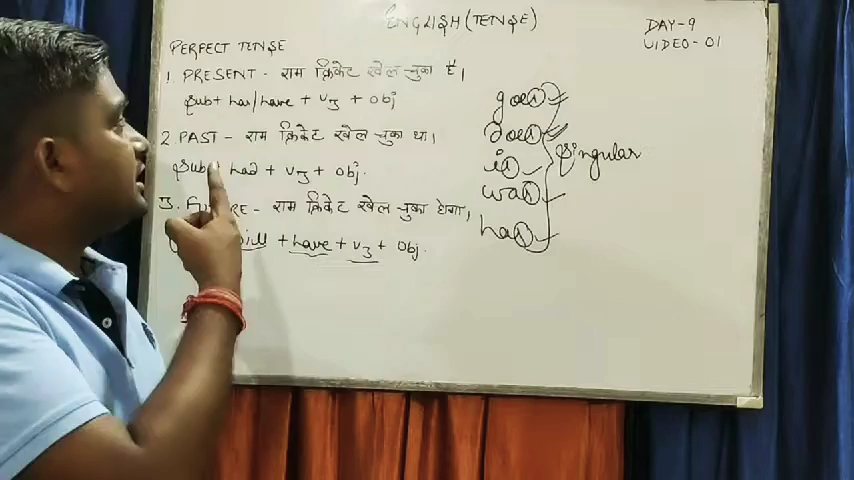 ENGLISH (TENSE)
DAY-9
VIDEO-01
PERFECT TENSE
1 PRESENT - राम क्रिकेट खेल चुका है।
Sub+ has/have + V3 + Obj
2 PAST - राम क्रिकेट खेल चुका था।
Sub+ had + V3 + Obj.
3. - राम क्रिकेट खेल चुका होगा।
will + have + V3 + Obj.
goes
does
is
was
has
Singular